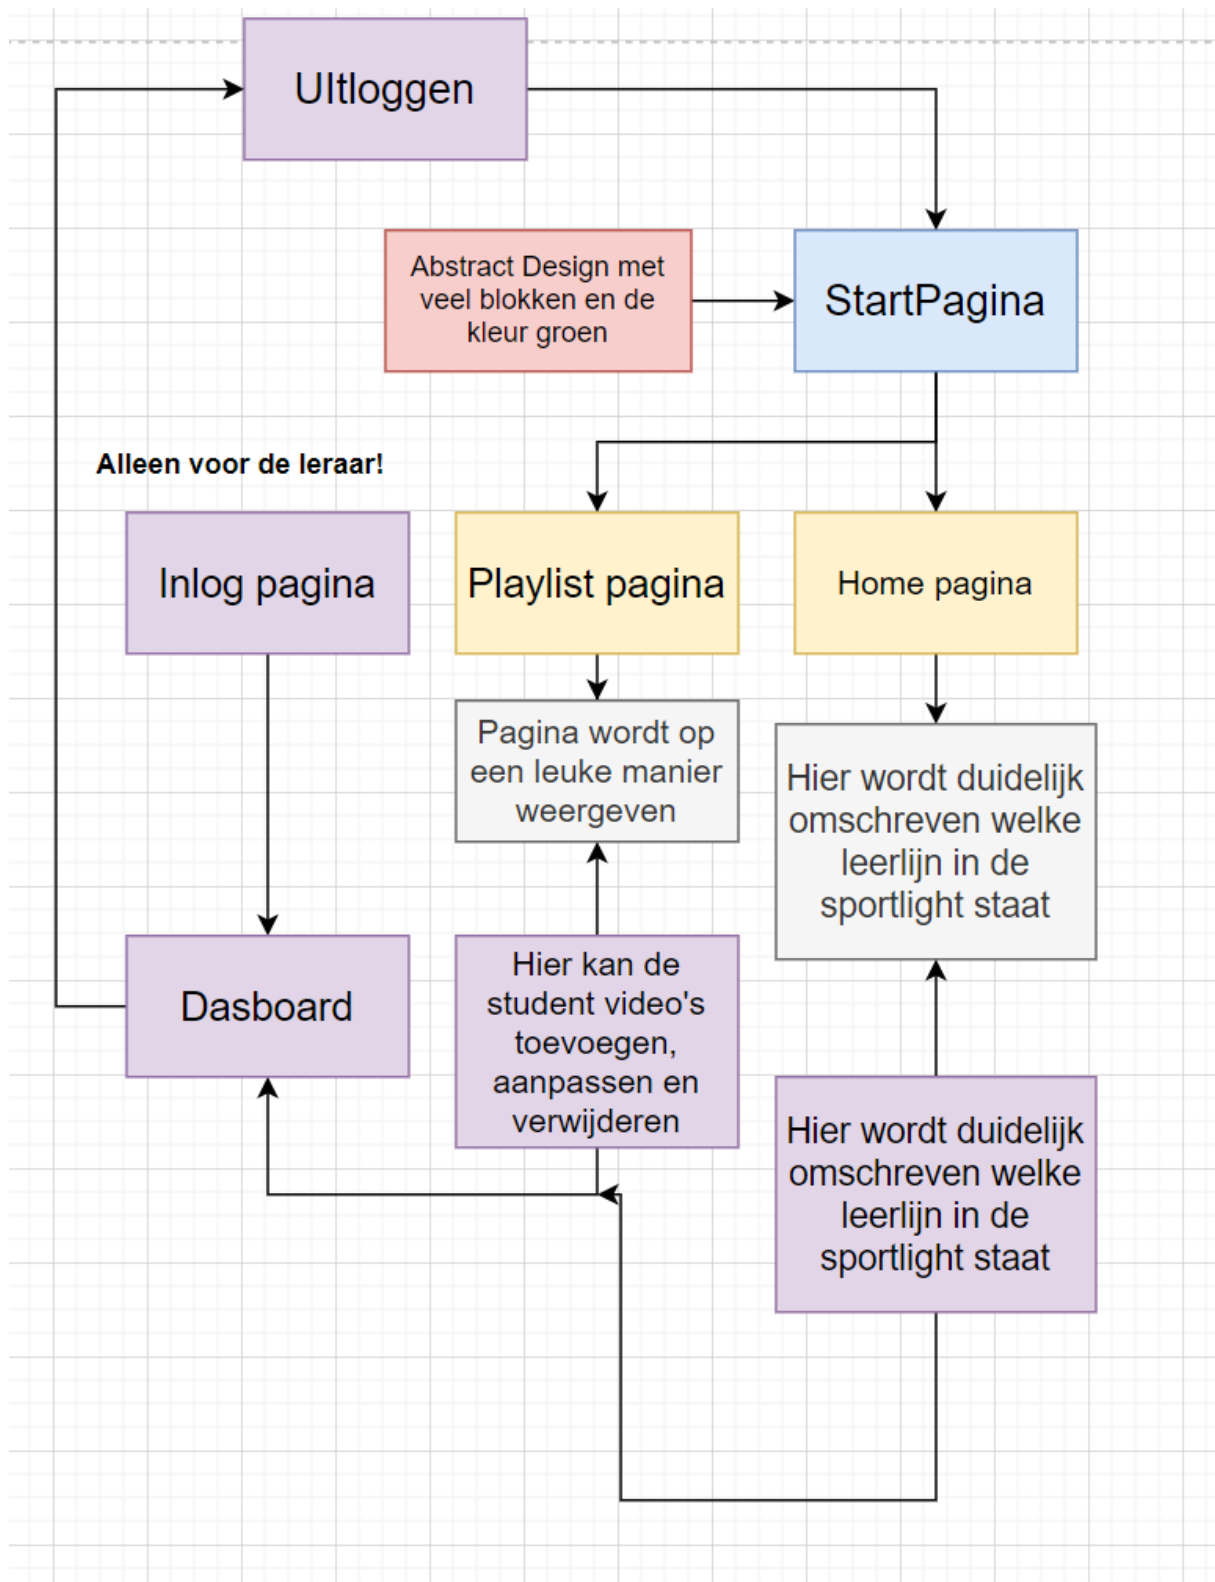 UItloggen
Abstract Design met
veel blokken en de
kleur groen
StartPagina
Alleen voor de leraar!
Inlog pagina
Playlist pagina
Home pagina
Pagina wordt op
een leuke manier
weergeven
Hier wordt duidelijk
omschreven welke
leerlijn in de
sportlight staat
Dasboard
Hier kan de
student video's
toevoegen,
aanpassen en
verwijderen
Hier wordt duidelijk
omschreven welke
leerlijn in de
sportlight staat